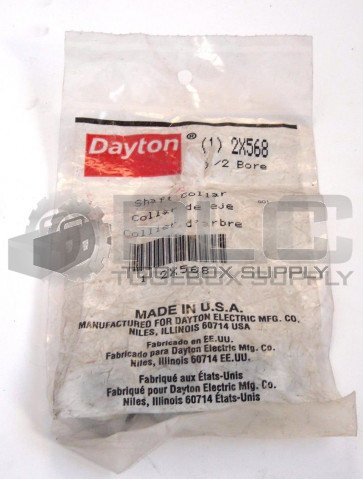 Dayton® (1) 2X568
/2 Bore
Shaft Collar
Collar de eje
Collier d'arbre
1 2X568 1
MADE IN U.S.A.
MANUFACTURED FOR DAYTON ELECTRIC MFG. CO.
NILES, ILLINOIS 60714 USA
Fabricado en EE.UU.
Fabricado para Dayton Electric Mfg. Co.
Niles, Illinois 60714 EE.UU.
Fabriqué aux États-Unis
Fabriqué pour Dayton Electric Mfg. Co.
Niles, Illinois 60714 États-Unis
PLC
TOOLBOX SUPPLY